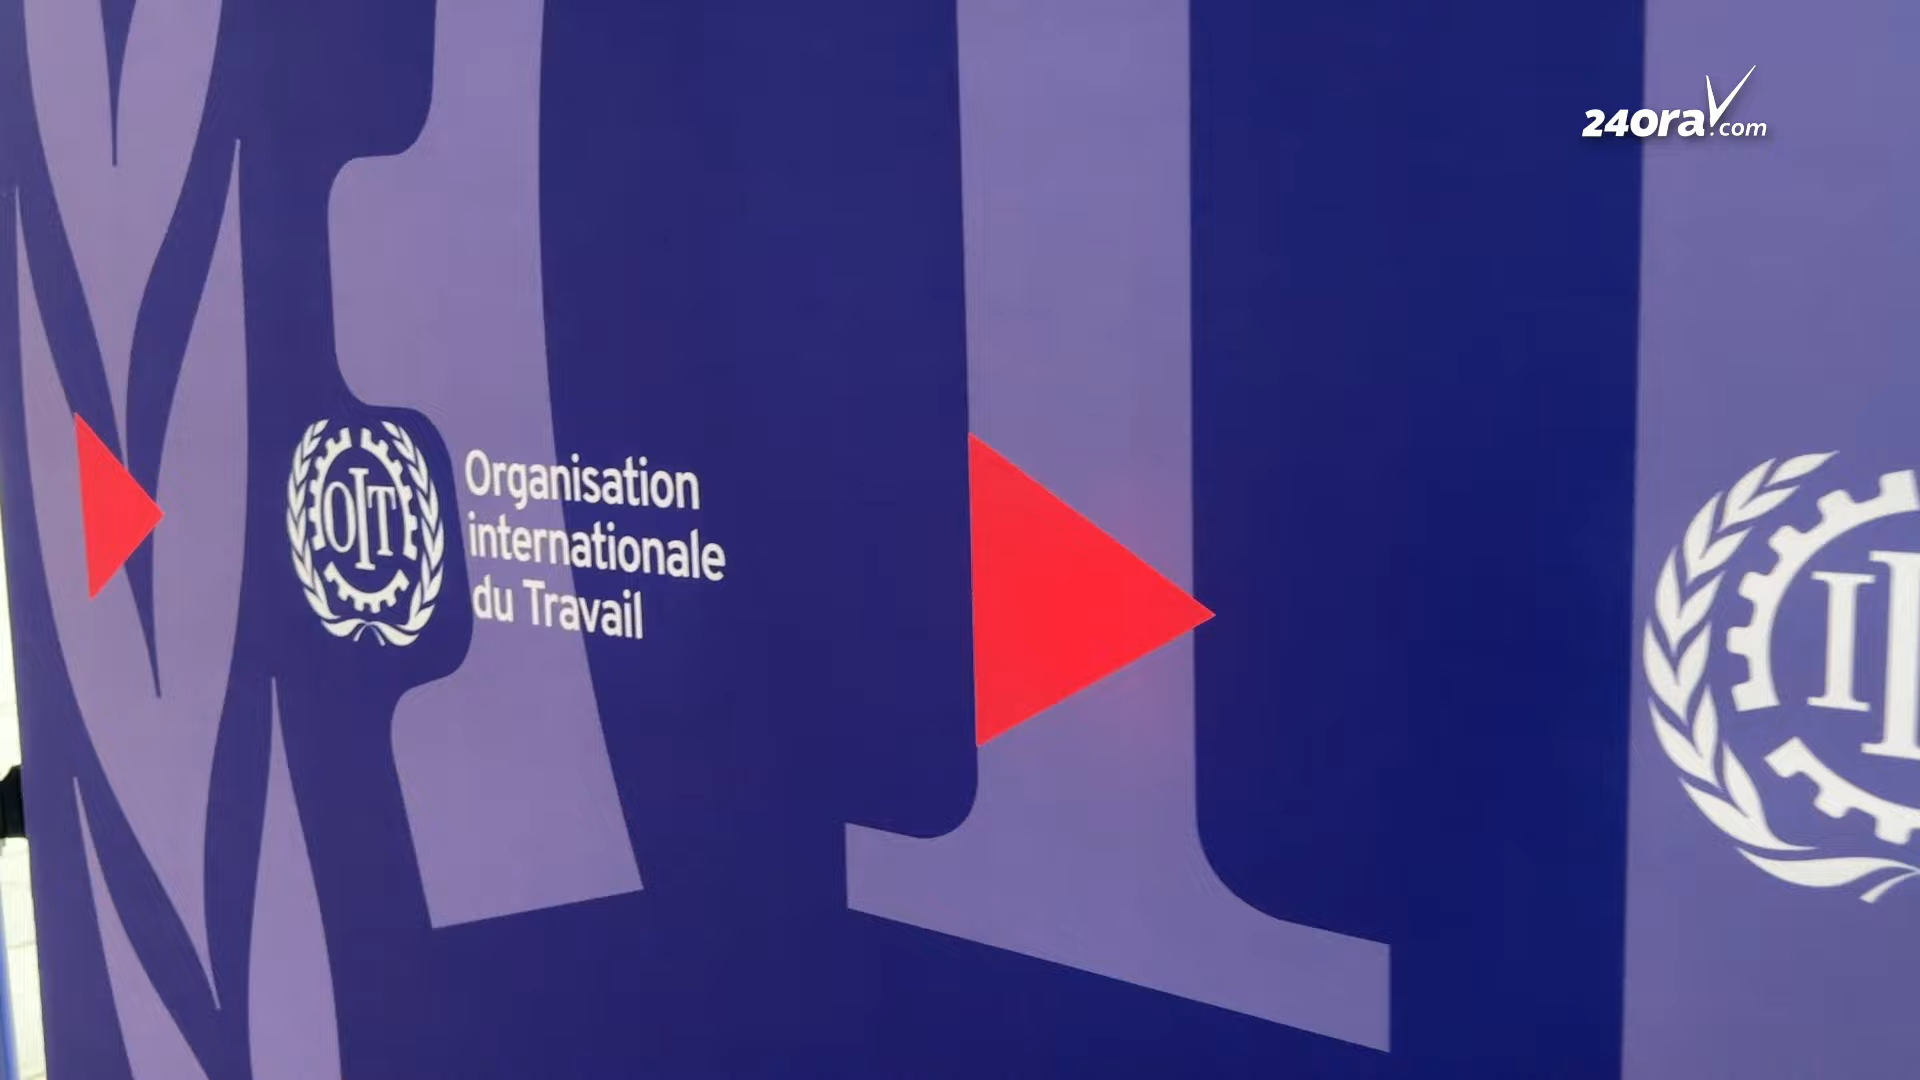 24ora.com
OIT
Organisation
internationale
du Travail